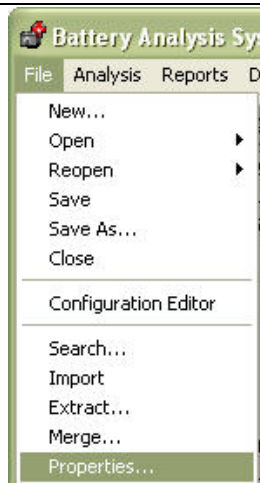 Battery Analysis Sy
File Analysis Reports D
New...
Open
Reopen
Save
Save As...
Close
Configuration Editor
Search...
Import
Extract...
Merge...
Properties...